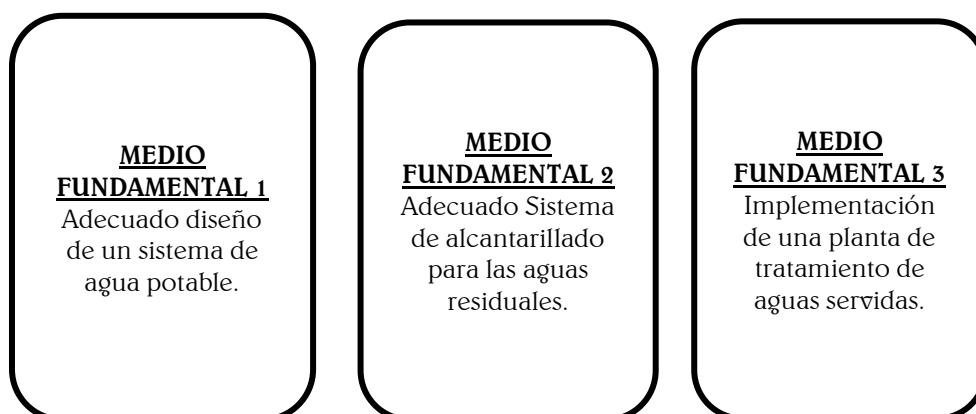 MEDIO
FUNDAMENTAL 1
Adecuado diseño
de un sistema de
agua potable.
MEDIO
FUNDAMENTAL 2
Adecuado Sistema
de alcantarillado
para las aguas
residuales.
MEDIO
FUNDAMENTAL 3
Implementación
de una planta de
tratamiento de
aguas servidas.